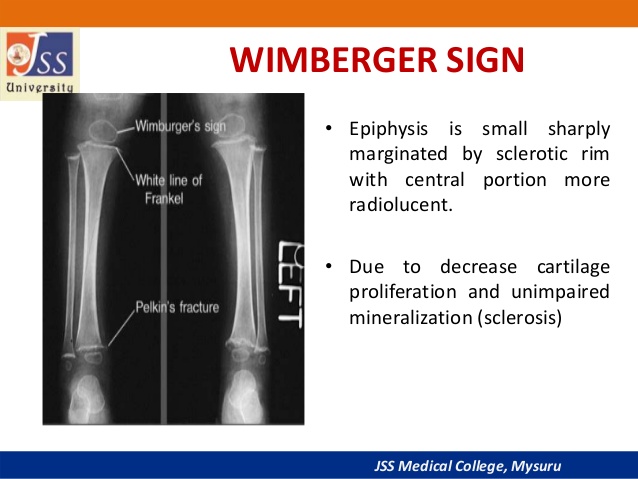 JSS
University
WIMBERGER SIGN
Wimburger's sign
White line of
Frankel
Pelkin's fracture
LEFT
• Epiphysis is small sharply
marginated by sclerotic rim
with central portion more
radiolucent.
• Due to decrease cartilage
proliferation and unimpaired
mineralization (sclerosis)
JSS Medical College, Mysuru